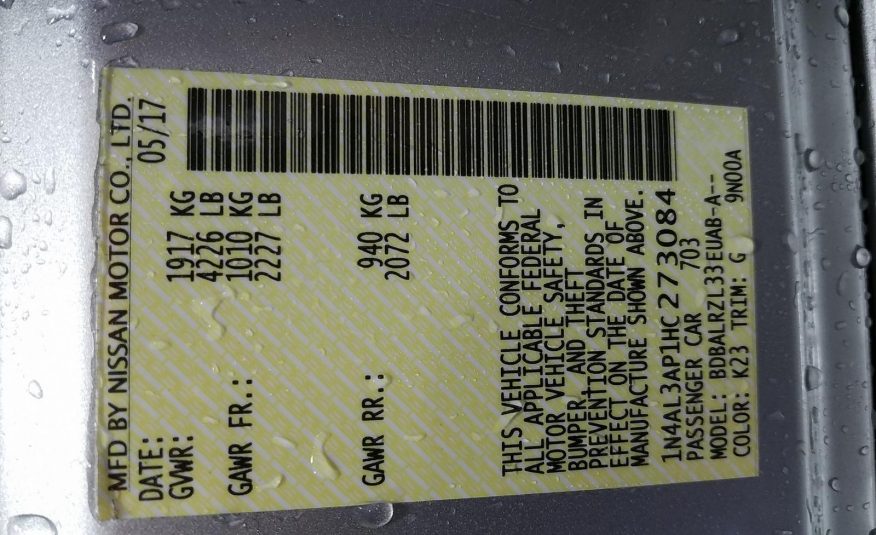 MFD BY NISSAN MOTOR CO., LTD.
DATE: 05/17
GVWR: 1917 KG
4226 LB
GAWR FR.: 1010 KG
2227 LB
GAWR RR.: 940 KG
2072 LB
THIS VEHICLE CONFORMS TO
ALL APPLICABLE FEDERAL
MOTOR VEHICLE SAFETY,
BUMPER, AND THEFT
PREVENTION STANDARDS IN
EFFECT ON THE DATE OF
MANUFACTURE SHOWN ABOVE.
1N4AL3AP1HC273084
PASSENGER CAR 703
MODEL: BDBALRZL33EUAB-A--
COLOR: K23 TRIM: G 9N00A